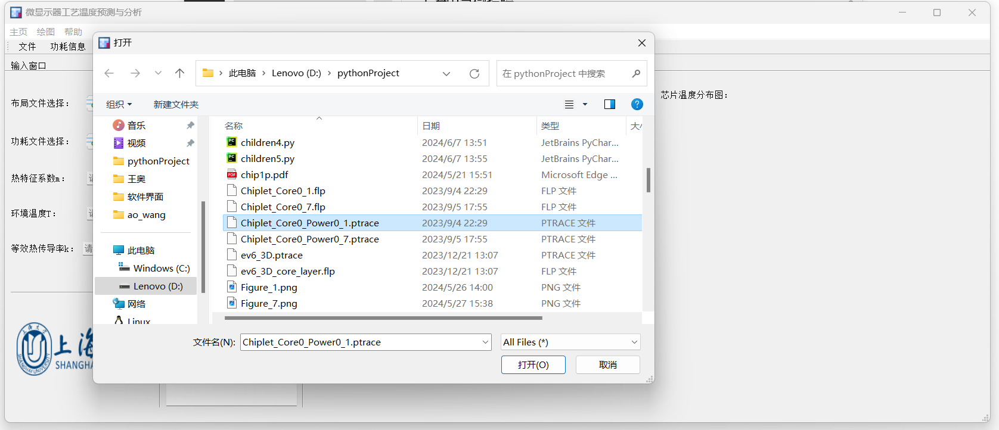 微显示器工艺温度预测与分析
主页 绘图 帮助
文件 功耗信息
输入窗口
布局文件选择：
功耗文件选择：
热特征系数m：
环境温度T：
等效热传导率k： 请
上海
SHANGHA
SHANGHAI UNIVERSITY
芯片温度分布图：
打开
此电脑 > Lenovo (D:) > pythonProject
在 pythonProject 中搜索
组织 新建文件夹
音乐
视频
pythonProject
王奥
软件界面
ao_wang
此电脑
Windows (C:)
Lenovo (D:)
网络
Linux
名称 日期 类型 大小
children4.py 2024/6/7 13:51 JetBrains PyChar...
children5.py 2024/6/7 13:55 JetBrains PyChar...
chip1p.pdf 2024/5/21 15:51 Microsoft Edge ...
Chiplet_Core0_1.flp 2023/9/4 22:29 FLP 文件
Chiplet_Core0_7.flp 2023/9/5 17:55 FLP 文件
Chiplet_Core0_Power0_1.ptrace 2023/9/4 22:29 PTRACE 文件
Chiplet_Core0_Power0_7.ptrace 2023/9/5 17:55 PTRACE 文件
ev6_3D.ptrace 2023/12/21 13:07 PTRACE 文件
ev6_3D_core_layer.flp 2023/12/21 13:07 FLP 文件
Figure_1.png 2024/5/26 14:00 PNG 文件
Figure_7.png 2024/5/27 15:38 PNG 文件
文件名(N): Chiplet_Core0_Power0_1.ptrace All Files (*)
打开(O) 取消